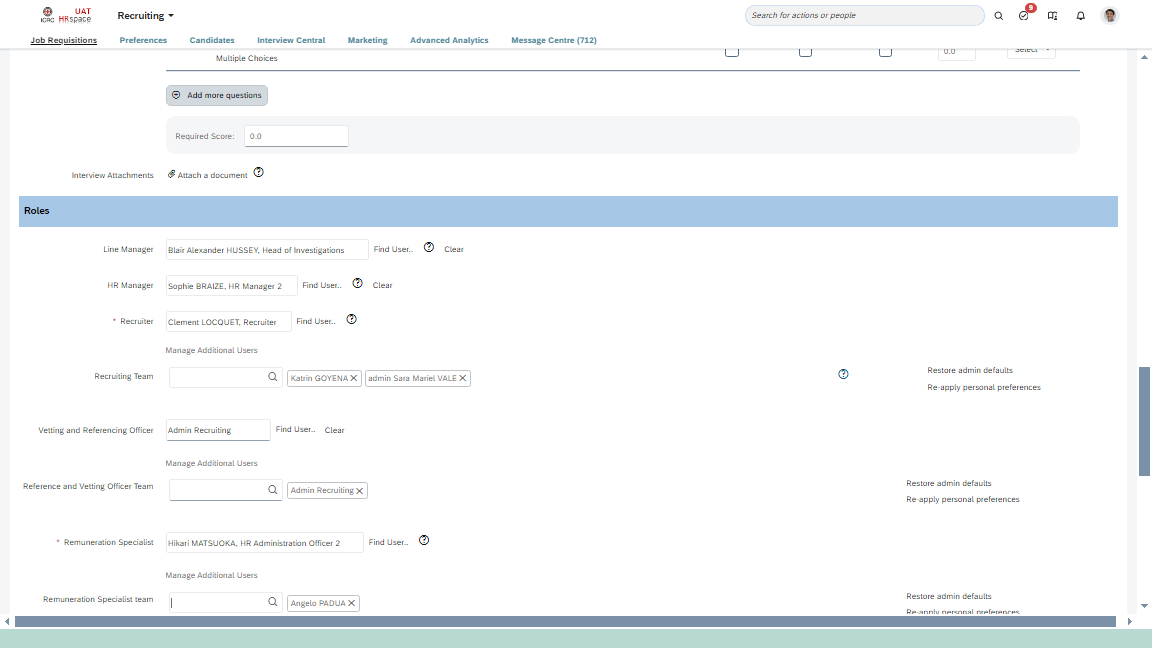 UAT
ICRC HRspace
Recruiting
Search for actions or people
9
Job Requisitions Preferences Candidates Interview Central Marketing Advanced Analytics Message Centre (712)
Multiple Choices 0.0 Select
Add more questions
Required Score: 0.0
Interview Attachments Attach a document
Roles
Line Manager Blair Alexander HUSSEY, Head of Investigations Find User.. Clear
HR Manager Sophie BRAIZE, HR Manager 2 Find User.. Clear
* Recruiter Clement LOCQUET, Recruiter Find User..
Manage Additional Users
Recruiting Team Katrin GOYENA admin Sara Mariel VALE Restore admin defaults
Re-apply personal preferences
Vetting and Referencing Officer Admin Recruiting Find User.. Clear
Manage Additional Users
Reference and Vetting Officer Team Admin Recruiting Restore admin defaults
Re-apply personal preferences
* Remuneration Specialist Hikari MATSUOKA, HR Administration Officer 2 Find User..
Manage Additional Users
Remuneration Specialist team Angelo PADUA Restore admin defaults
Re-apply personal preferences